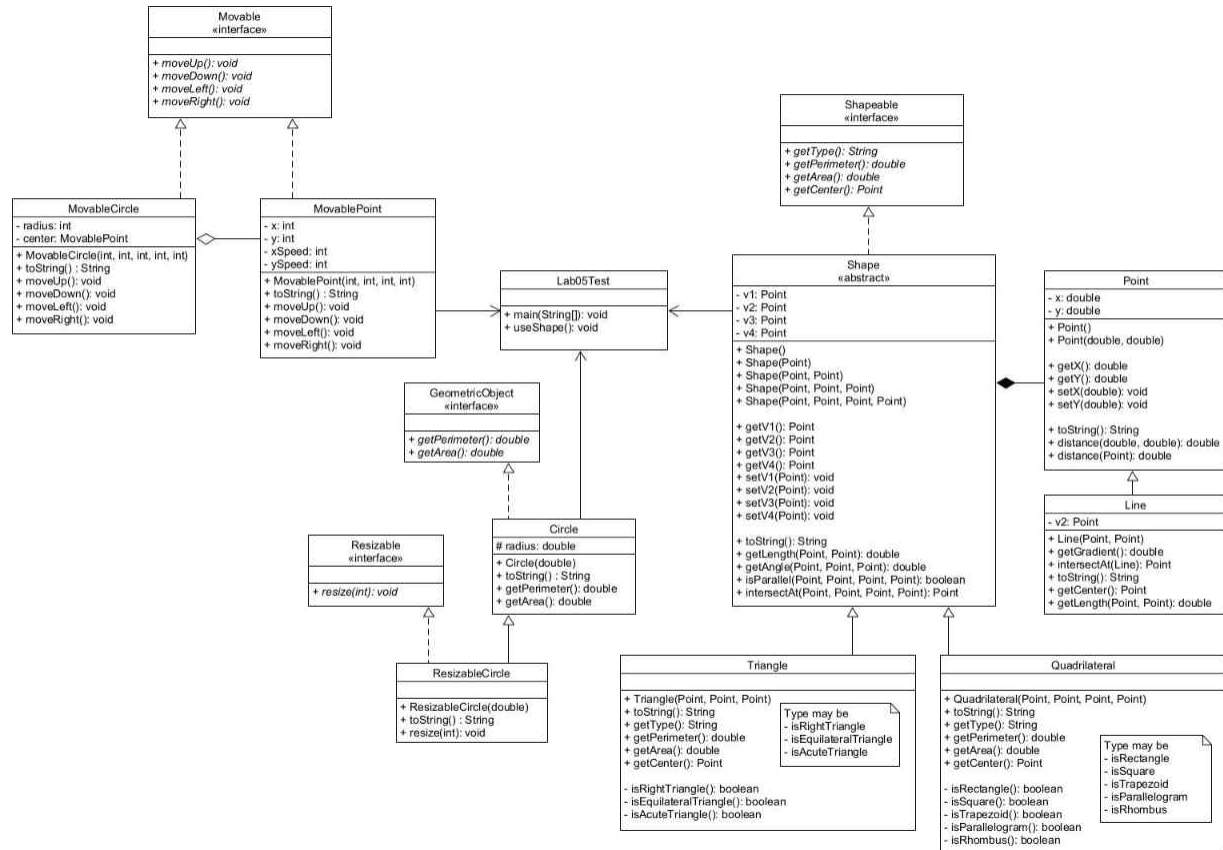 Movable
«interface»
+ moveUp(): void
+ moveDown(): void
+ moveLeft(): void
+ moveRight(): void
Shapeable
«interface»
+ getType(): String
+ getPerimeter(): double
+ getArea(): double
+ getCenter(): Point
MovableCircle
- radius: int
- center: MovablePoint
+ MovableCircle(int, int, int, int, int)
+ toString() : String
+ moveUp(): void
+ moveDown(): void
+ moveLeft(): void
+ moveRight(): void
MovablePoint
- x: int
- y: int
- xSpeed: int
- ySpeed: int
+ MovablePoint(int, int, int, int)
+ toString() : String
+ moveUp(): void
+ moveDown(): void
+ moveLeft(): void
+ moveRight(): void
Lab05Test
+ main(String[]): void
+ useShape(): void
Shape
«abstract»
- v1: Point
- v2: Point
- v3: Point
- v4: Point
+ Shape()
+ Shape(Point)
+ Shape(Point, Point)
+ Shape(Point, Point, Point)
+ Shape(Point, Point, Point, Point)
+ getV1(): Point
+ getV2(): Point
+ getV3(): Point
+ getV4(): Point
+ setV1(Point): void
+ setV2(Point): void
+ setV3(Point): void
+ setV4(Point): void
+ toString(): String
+ getLength(Point, Point): double
+ getAngle(Point, Point, Point): double
+ isParallel(Point, Point, Point, Point): boolean
+ intersectAt(Point, Point, Point, Point): Point
Point
- x: double
- y: double
+ Point()
+ Point(double, double)
+ getX(): double
+ getY(): double
+ setX(double): void
+ setY(double): void
+ toString(): String
+ distance(double, double): double
+ distance(Point): double
GeometricObject
«interface»
+ getPerimeter(): double
+ getArea(): double
Line
- v2: Point
+ Line(Point, Point)
+ getGradient(): double
+ intersectAt(Line): Point
+ toString(): String
+ getCenter(): Point
+ getLength(Point, Point): double
Resizable
«interface»
+ resize(int): void
Circle
# radius: double
+ Circle(double)
+ toString() : String
+ getPerimeter(): double
+ getArea(): double
ResizableCircle
+ ResizableCircle(double)
+ toString() : String
+ resize(int): void
Triangle
+ Triangle(Point, Point, Point)
+ toString(): String
+ getType(): String
+ getPerimeter(): double
+ getArea(): double
+ getCenter(): Point
- isRightTriangle(): boolean
- isEquilateralTriangle(): boolean
- isAcuteTriangle(): boolean
Type may be
- isRightTriangle
- isEquilateralTriangle
- isAcuteTriangle
Quadrilateral
+ Quadrilateral(Point, Point, Point, Point)
+ toString(): String
+ getType(): String
+ getPerimeter(): double
+ getArea(): double
+ getCenter(): Point
- isRectangle(): boolean
- isSquare(): boolean
- isTrapezoid(): boolean
- isParallelogram(): boolean
- isRhombus(): boolean
Type may be
- isRectangle
- isSquare
- isTrapezoid
- isParallelogram
- isRhombus